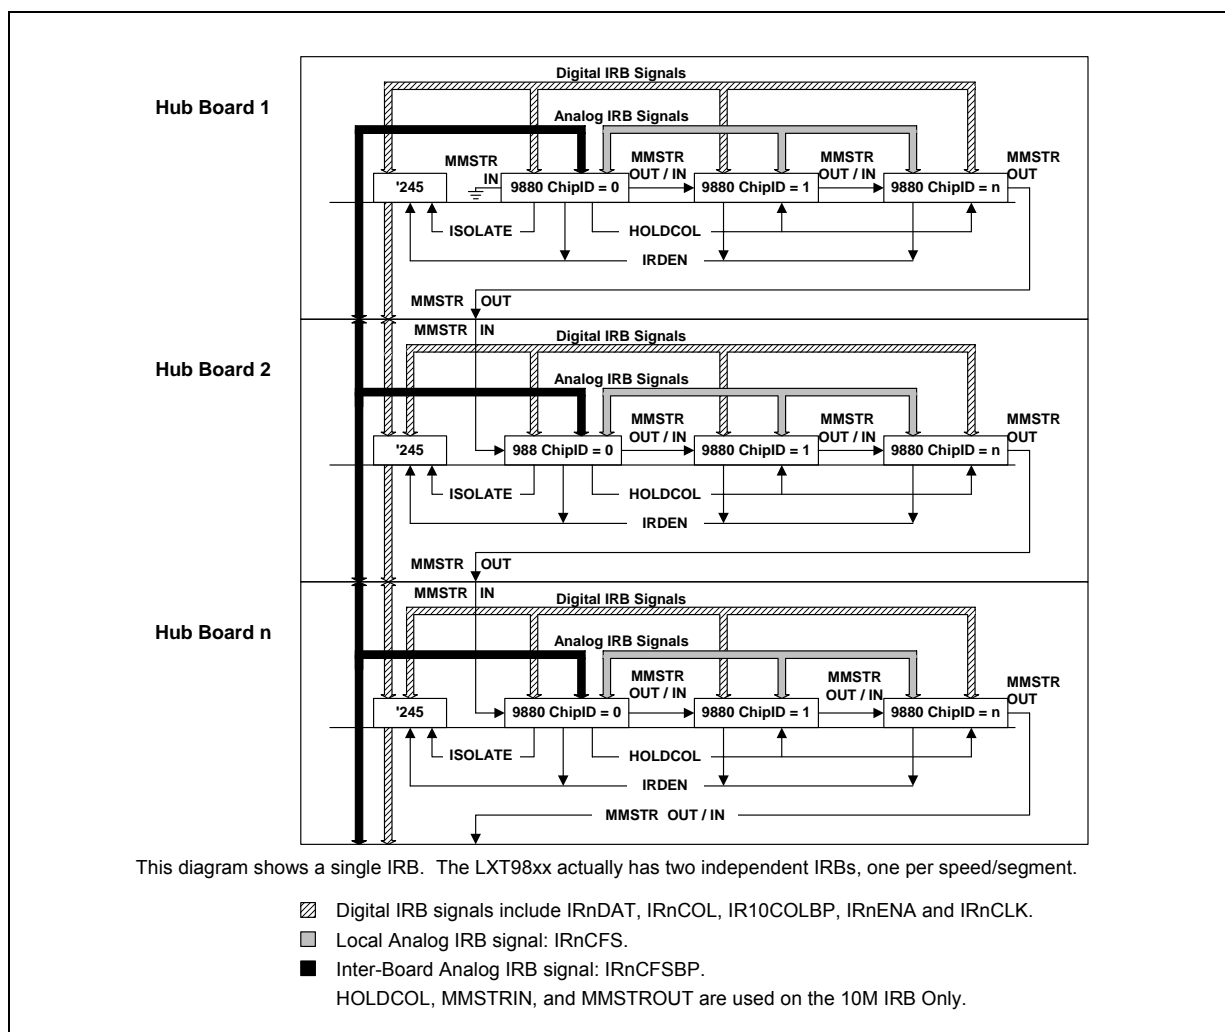 Digital IRB Signals
Hub Board 1
Analog IRB Signals
MMSTR IN
MMSTR OUT / IN
MMSTR OUT / IN
MMSTR OUT
'245
9880 ChipID = 0
9880 ChipID = 1
9880 ChipID = n
ISOLATE
HOLDCOL
IRDEN
MMSTR OUT
MMSTR IN
Digital IRB Signals
Hub Board 2
Analog IRB Signals
MMSTR OUT / IN
MMSTR OUT / IN
MMSTR OUT
'245
988 ChipID = 0
9880 ChipID = 1
9880 ChipID = n
ISOLATE
HOLDCOL
IRDEN
MMSTR OUT
MMSTR IN
Digital IRB Signals
Hub Board n
Analog IRB Signals
MMSTR OUT / IN
MMSTR OUT / IN
MMSTR OUT
'245
9880 ChipID = 0
9880 ChipID = 1
9880 ChipID = n
ISOLATE
HOLDCOL
IRDEN
MMSTR OUT / IN
This diagram shows a single IRB. The LXT98xx actually has two independent IRBs, one per speed/segment.
Digital IRB signals include IRnDAT, IRnCOL, IR10COLBP, IRnENA and IRnCLK.
Local Analog IRB signal: IRnCFS.
Inter-Board Analog IRB signal: IRnCFSBP.
HOLDCOL, MMSTRIN, and MMSTROUT are used on the 10M IRB Only.